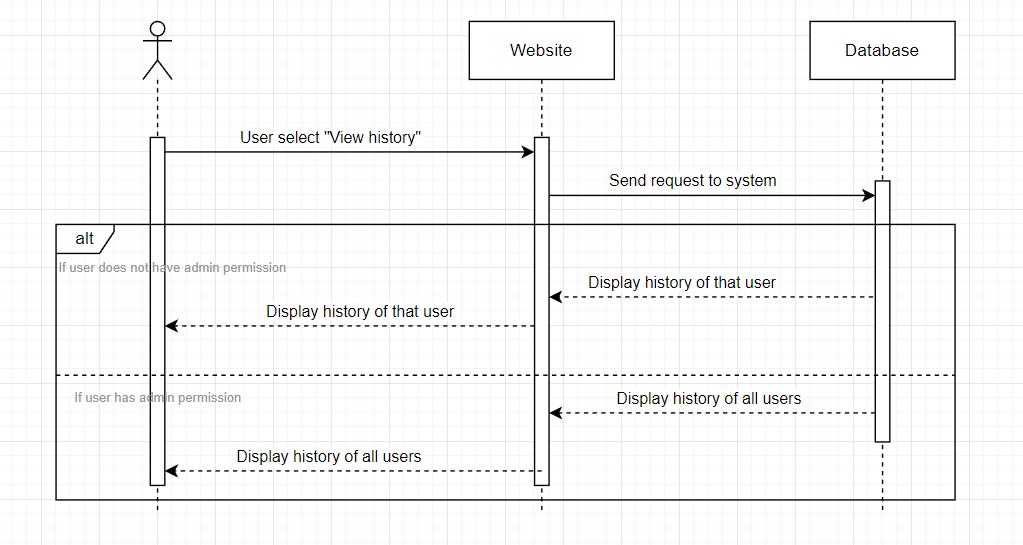 Website
Database
User select "View history"
Send request to system
alt
If user does not have admin permission
Display history of that user
Display history of that user
If user has admin permission
Display history of all users
Display history of all users